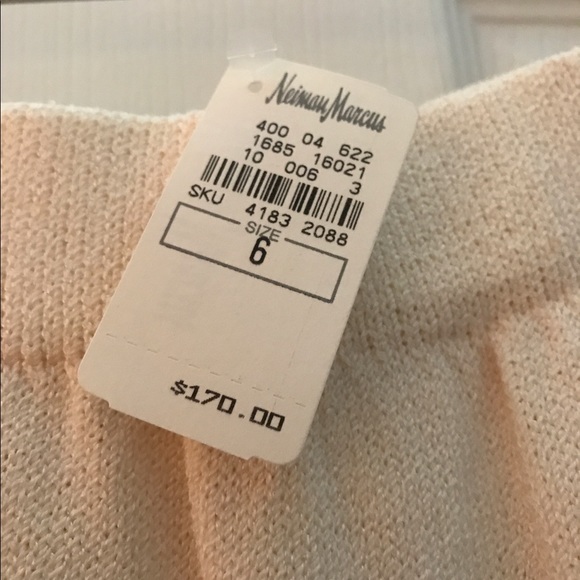 Neiman Marcus
400 04 622
1685 16021
10 006 3
SKU 4183 2088
SIZE
6
$170.00